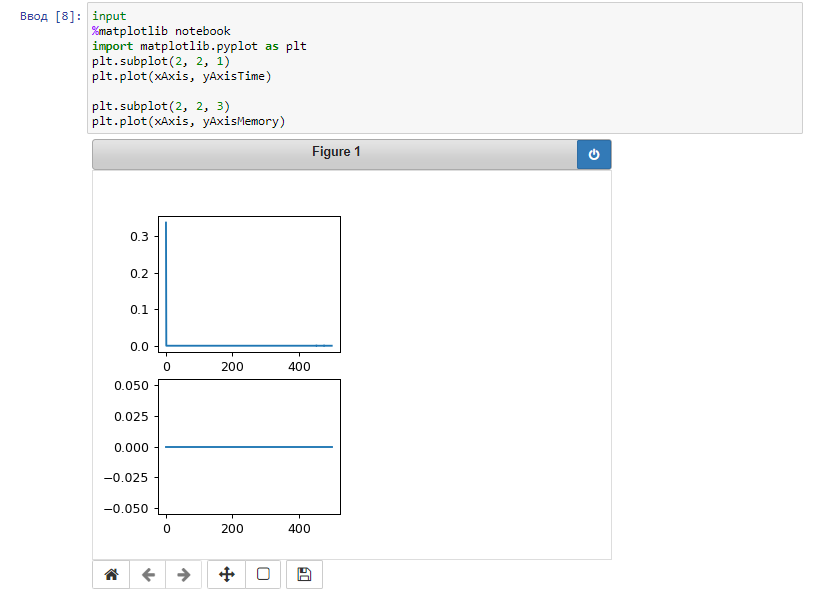 Ввод [8]:
input
%matplotlib notebook
import matplotlib.pyplot as plt
plt.subplot(2, 2, 1)
plt.plot(xAxis, yAxisTime)
plt.subplot(2, 2, 3)
plt.plot(xAxis, yAxisMemory)
Figure 1
0.3
0.2
0.1
0.0
0 200 400
0.050
0.025
0.000
−0.025
−0.050
0 200 400